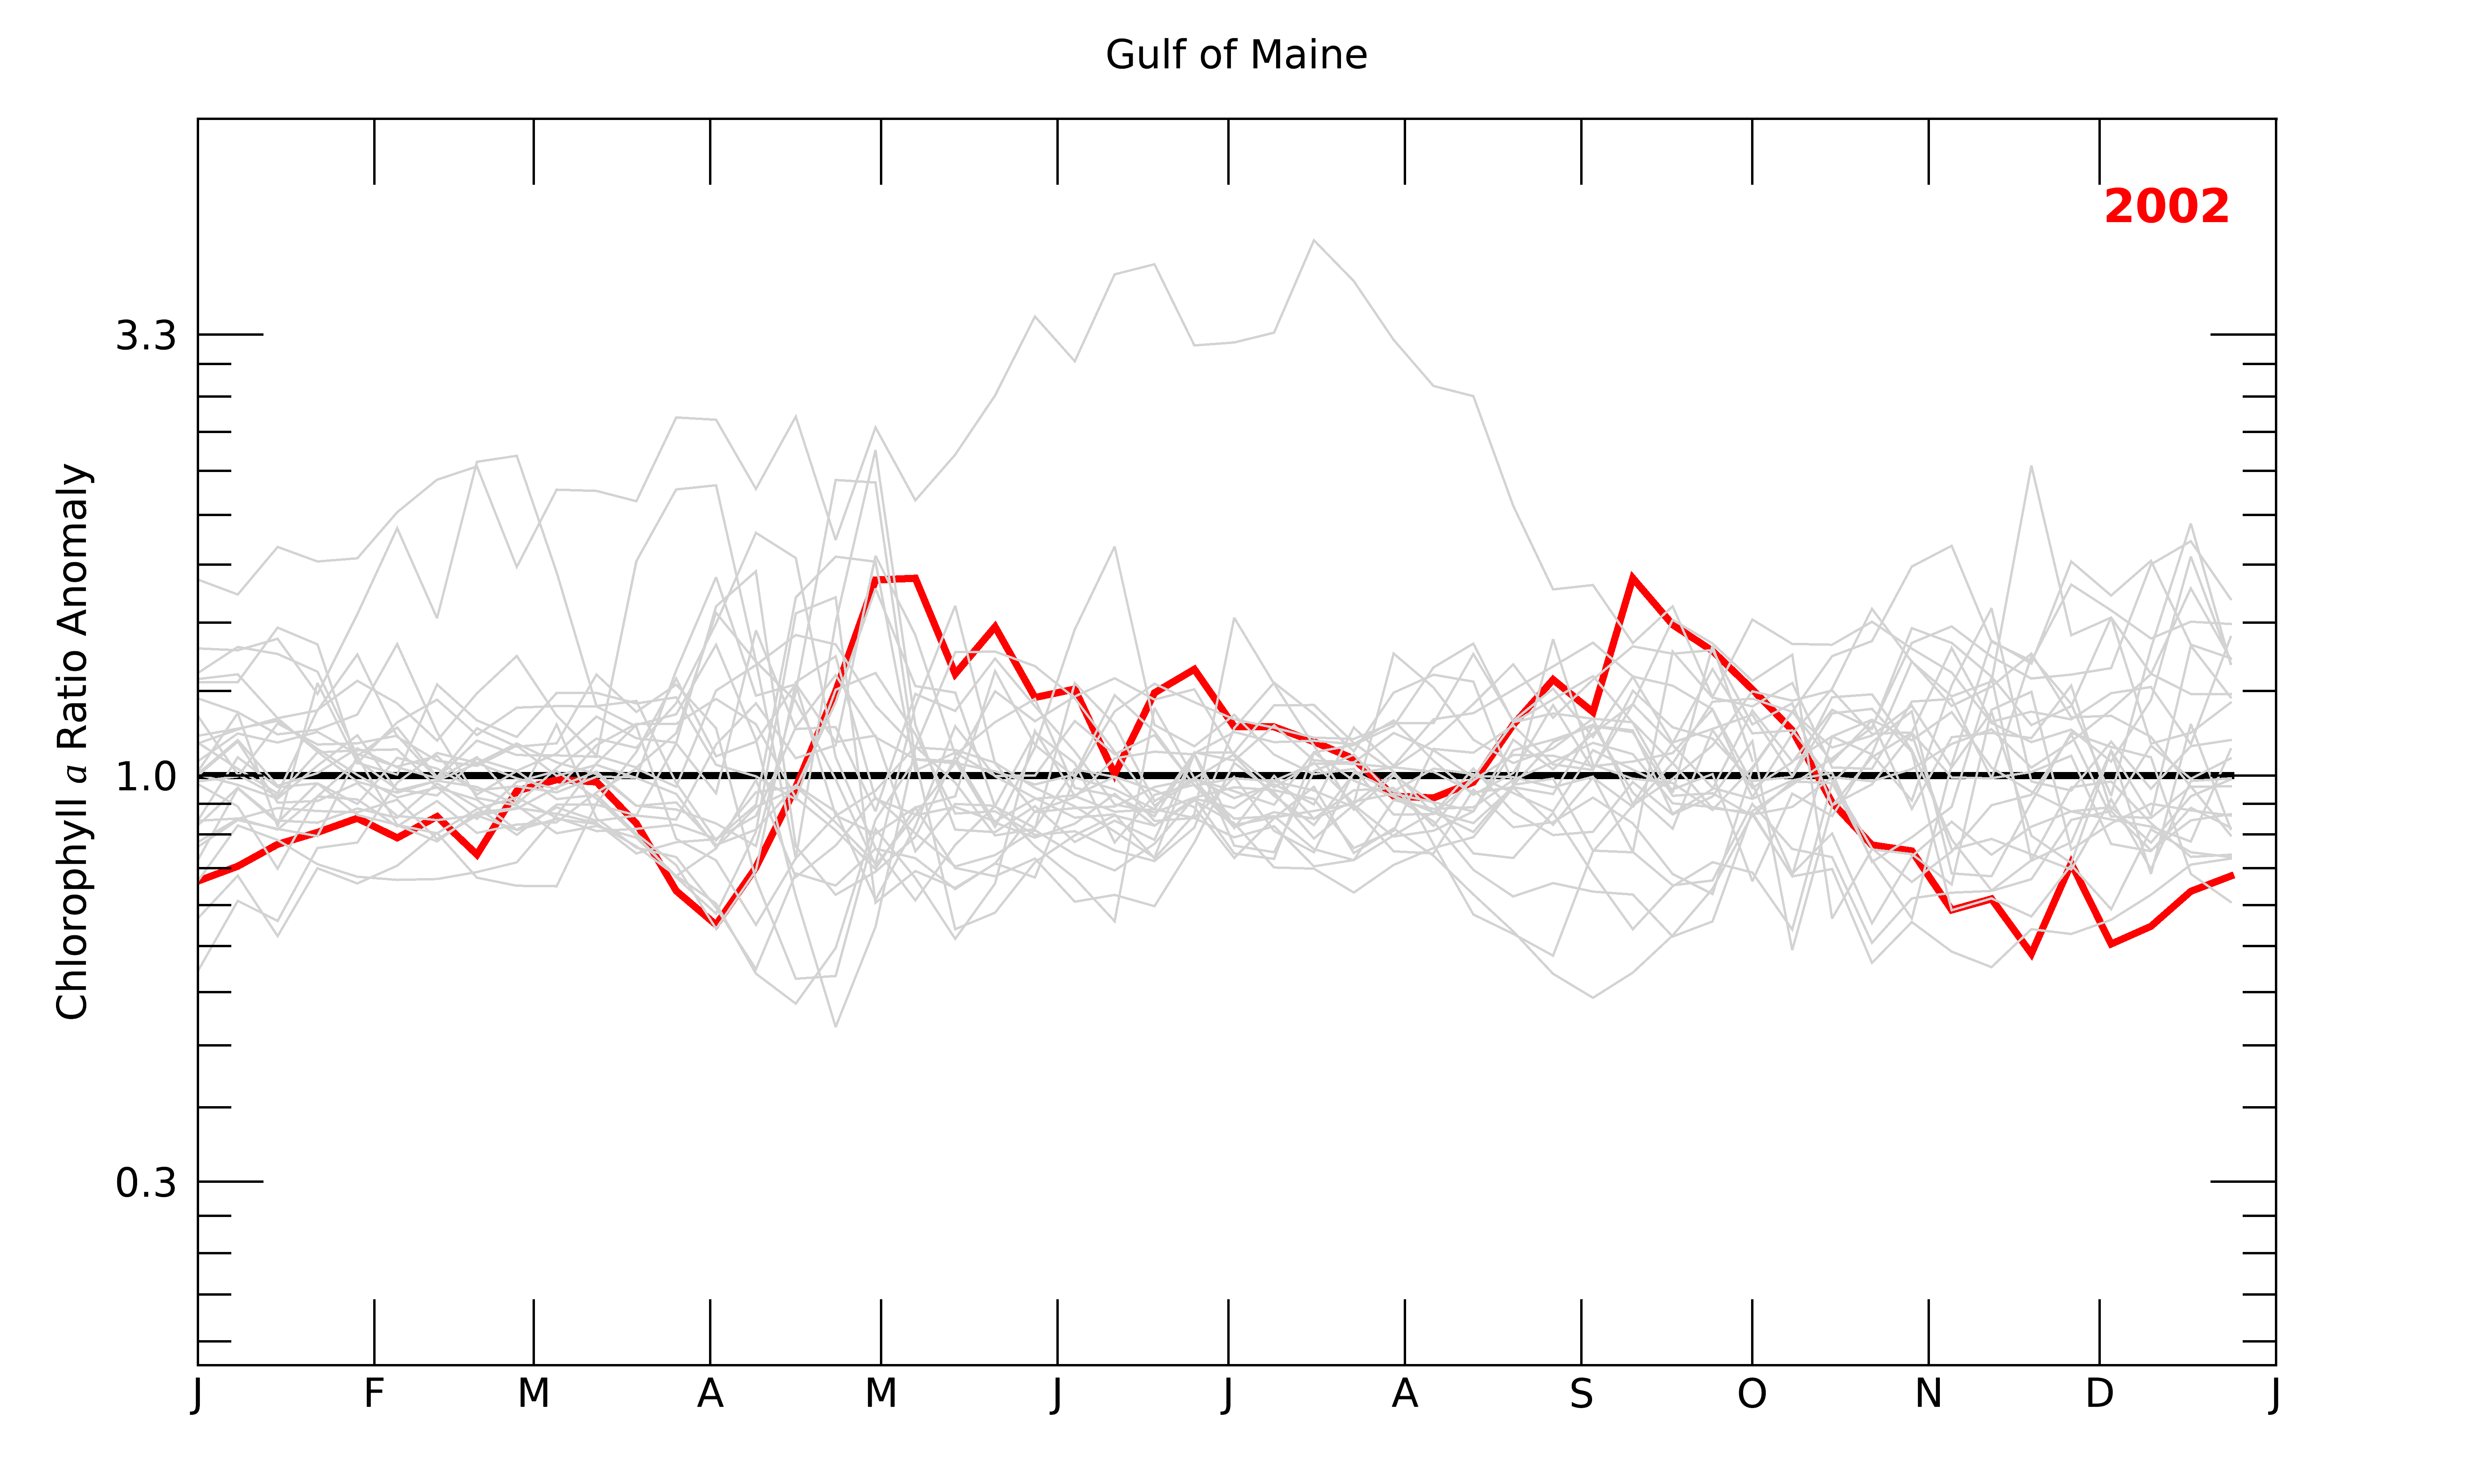 Gulf of Maine
2002
3.3
1.0
0.3
Chlorophyll a Ratio Anomaly
J F M A M J J A S O N D J